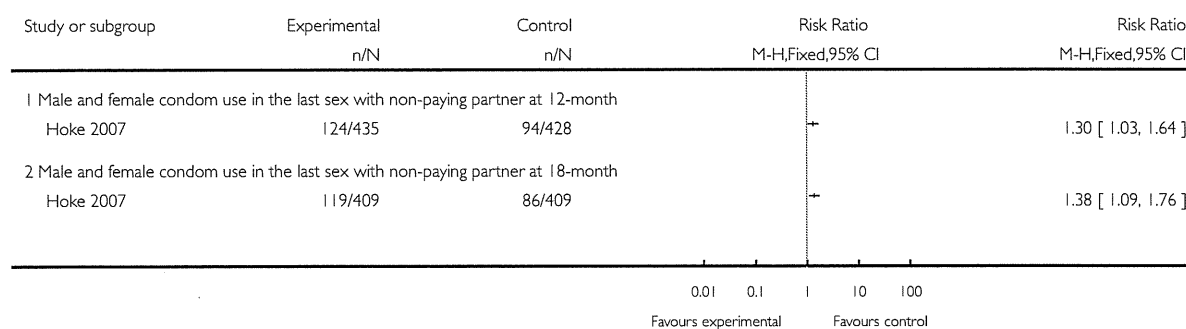 Study or subgroup Experimental Control Risk Ratio Risk Ratio
n/N n/N M-H,Fixed,95% CI M-H,Fixed,95% CI
1 Male and female condom use in the last sex with non-paying partner at 12-month
Hoke 2007 124/435 94/428 1.30 [ 1.03, 1.64 ]
2 Male and female condom use in the last sex with non-paying partner at 18-month
Hoke 2007 119/409 86/409 1.38 [ 1.09, 1.76 ]
0.01 0.1 1 10 100
Favours experimental Favours control